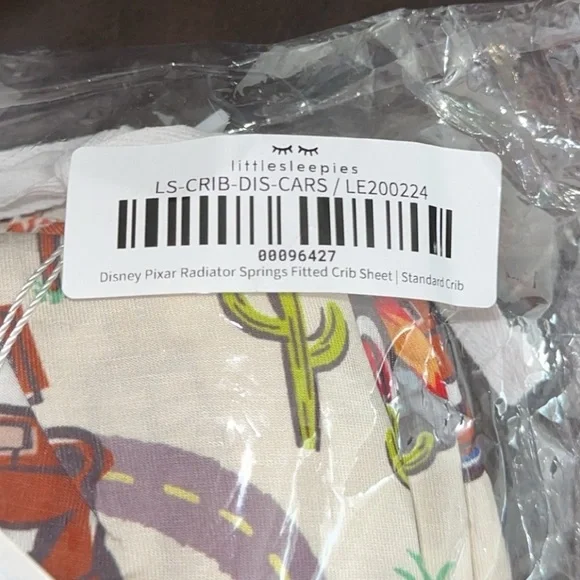 littlesleepies
LS-CRIB-DIS-CARS / LE200224
00096427
Disney Pixar Radiator Springs Fitted Crib Sheet | Standard Crib